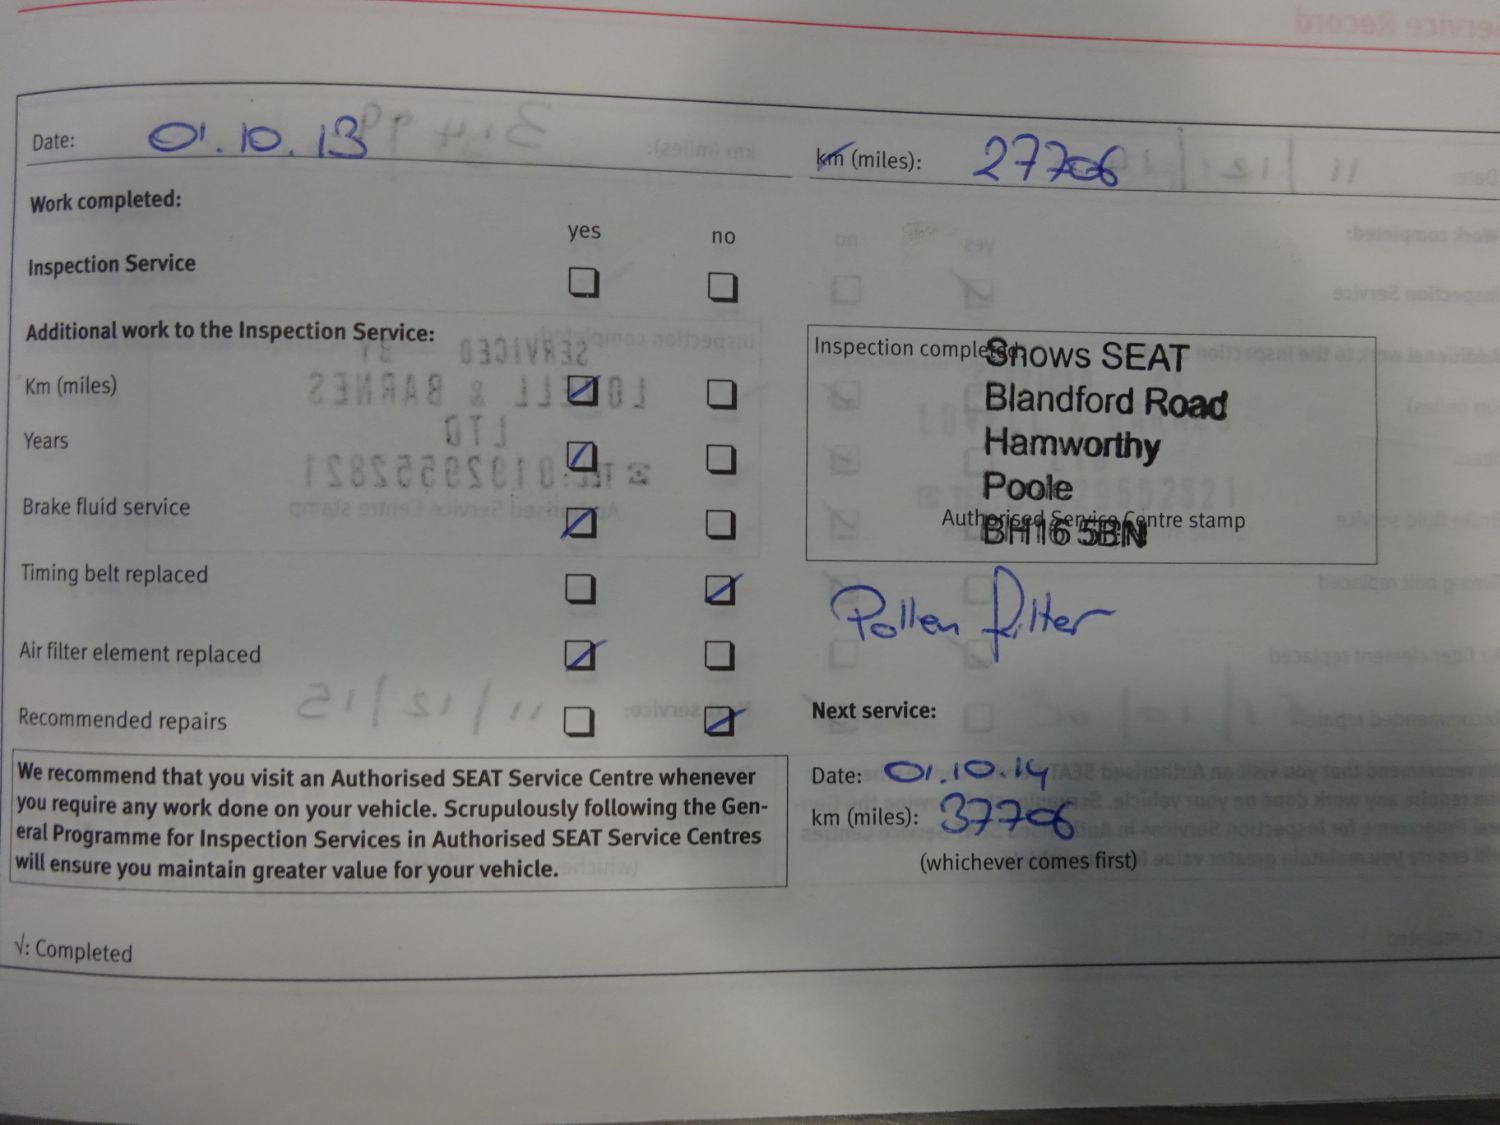 Service Record
Date: 01.10.13
km (miles): 27706
Work completed:
yes no
Inspection Service
Additional work to the Inspection Service:
Km (miles)
Years
Brake fluid service
Timing belt replaced
Air filter element replaced
Recommended repairs
Inspection completed
Snows SEAT
Blandford Road
Hamworthy
Poole
Authorised Service Centre stamp
BH16 5BN
Pollen filter
Next service:
Date: 01.10.14
km (miles): 37706
(whichever comes first)
We recommend that you visit an Authorised SEAT Service Centre whenever
you require any work done on your vehicle. Scrupulously following the Gen-
eral Programme for Inspection Services in Authorised SEAT Service Centres
will ensure you maintain greater value for your vehicle.
√: Completed